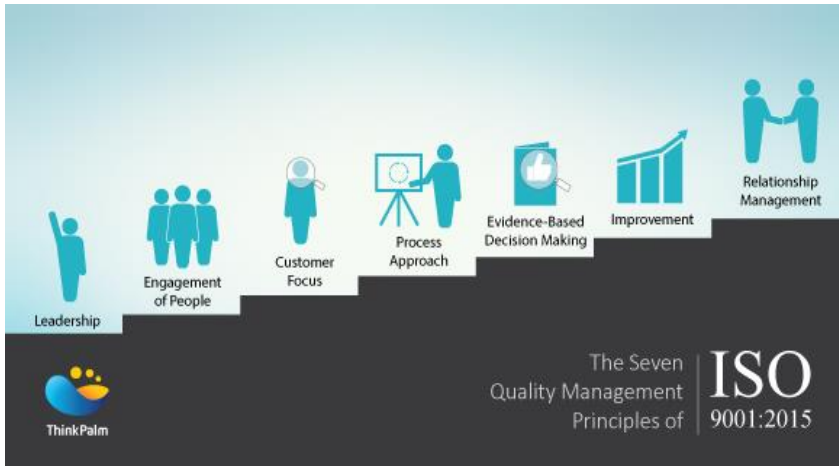 Leadership
Engagement
of People
Customer
Focus
Process
Approach
Evidence-Based
Decision Making
Improvement
Relationship
Management
ThinkPalm
The Seven
Quality Management
Principles of
ISO
9001:2015